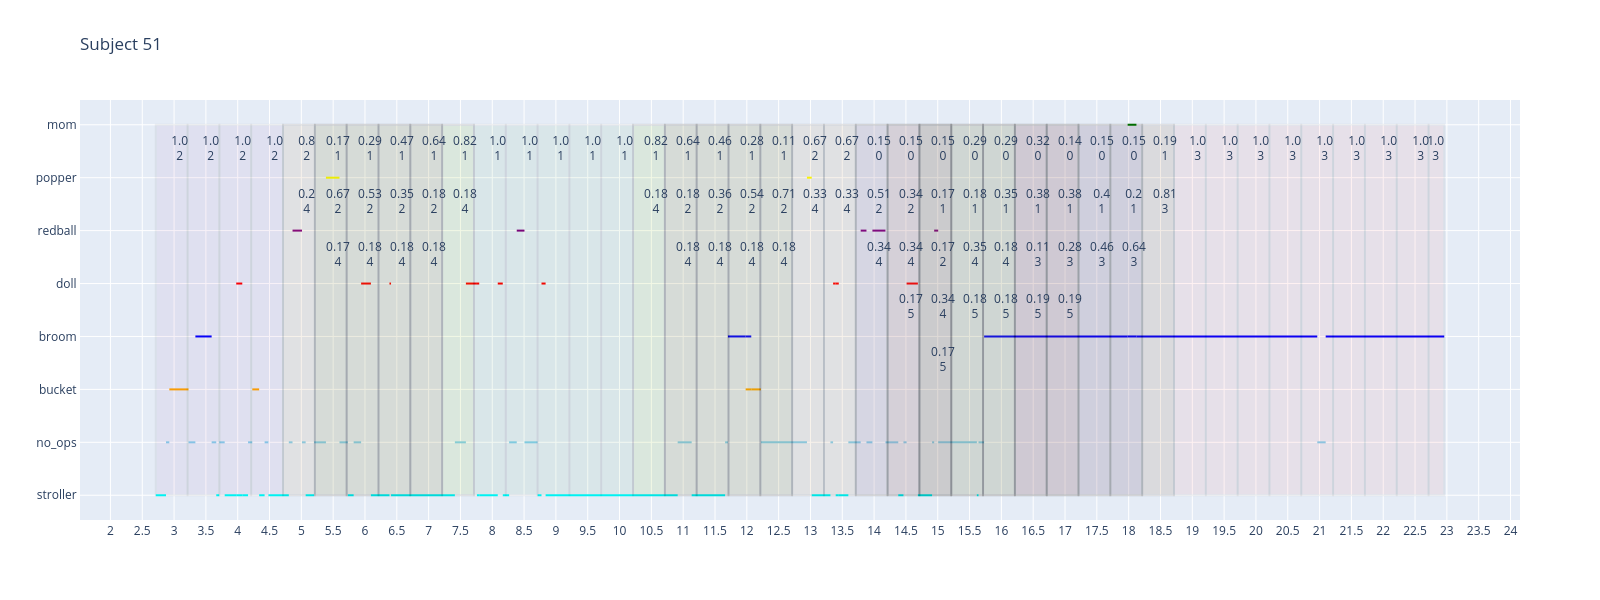 Subject 51
mom
1.0 1.0 1.0 1.0 0.8 0.17 0.29 0.47 0.64 0.82 1.0 1.0 1.0 1.0 1.0 0.82 0.64 0.46 0.28 0.11 0.67 0.67 0.15 0.15 0.15 0.29 0.29 0.32 0.14 0.15 0.15 0.19 1.0 1.0 1.0 1.0 1.0 1.0 1.0 1.0 1.0
2 2 2 2 2 1 1 1 1 1 1 1 1 1 1 1 1 1 1 1 2 2 0 0 0 0 0 0 0 0 0 1 3 3 3 3 3 3 3 3 3
popper
0.2 0.67 0.53 0.35 0.18 0.18 0.18 0.18 0.36 0.54 0.71 0.33 0.33 0.51 0.34 0.17 0.18 0.35 0.38 0.38 0.4 0.2 0.81
4 2 2 2 2 4 4 2 2 2 2 4 4 2 2 1 1 1 1 1 1 1 3
redball
0.17 0.18 0.18 0.18 0.18 0.18 0.18 0.18 0.34 0.34 0.17 0.35 0.18 0.11 0.28 0.46 0.64
4 4 4 4 4 4 4 4 4 4 2 4 4 3 3 3 3
doll
0.17 0.34 0.18 0.18 0.19 0.19
5 4 5 5 5 5
broom
0.17
5
bucket
no_ops
stroller
2 2.5 3 3.5 4 4.5 5 5.5 6 6.5 7 7.5 8 8.5 9 9.5 10 10.5 11 11.5 12 12.5 13 13.5 14 14.5 15 15.5 16 16.5 17 17.5 18 18.5 19 19.5 20 20.5 21 21.5 22 22.5 23 23.5 24